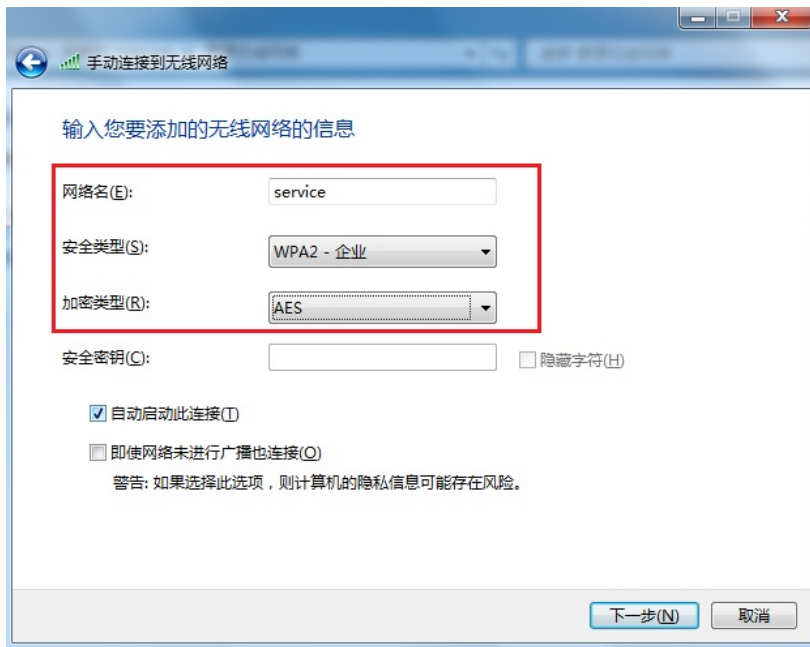 手动连接到无线网络
输入您要添加的无线网络的信息
网络名(E): service
安全类型(S): WPA2 - 企业
加密类型(R): AES
安全密钥(C): 隐藏字符(H)
自动启动此连接(T)
即使网络未进行广播也连接(O)
警告: 如果选择此选项，则计算机的隐私信息可能存在风险。
下一步(N) 取消